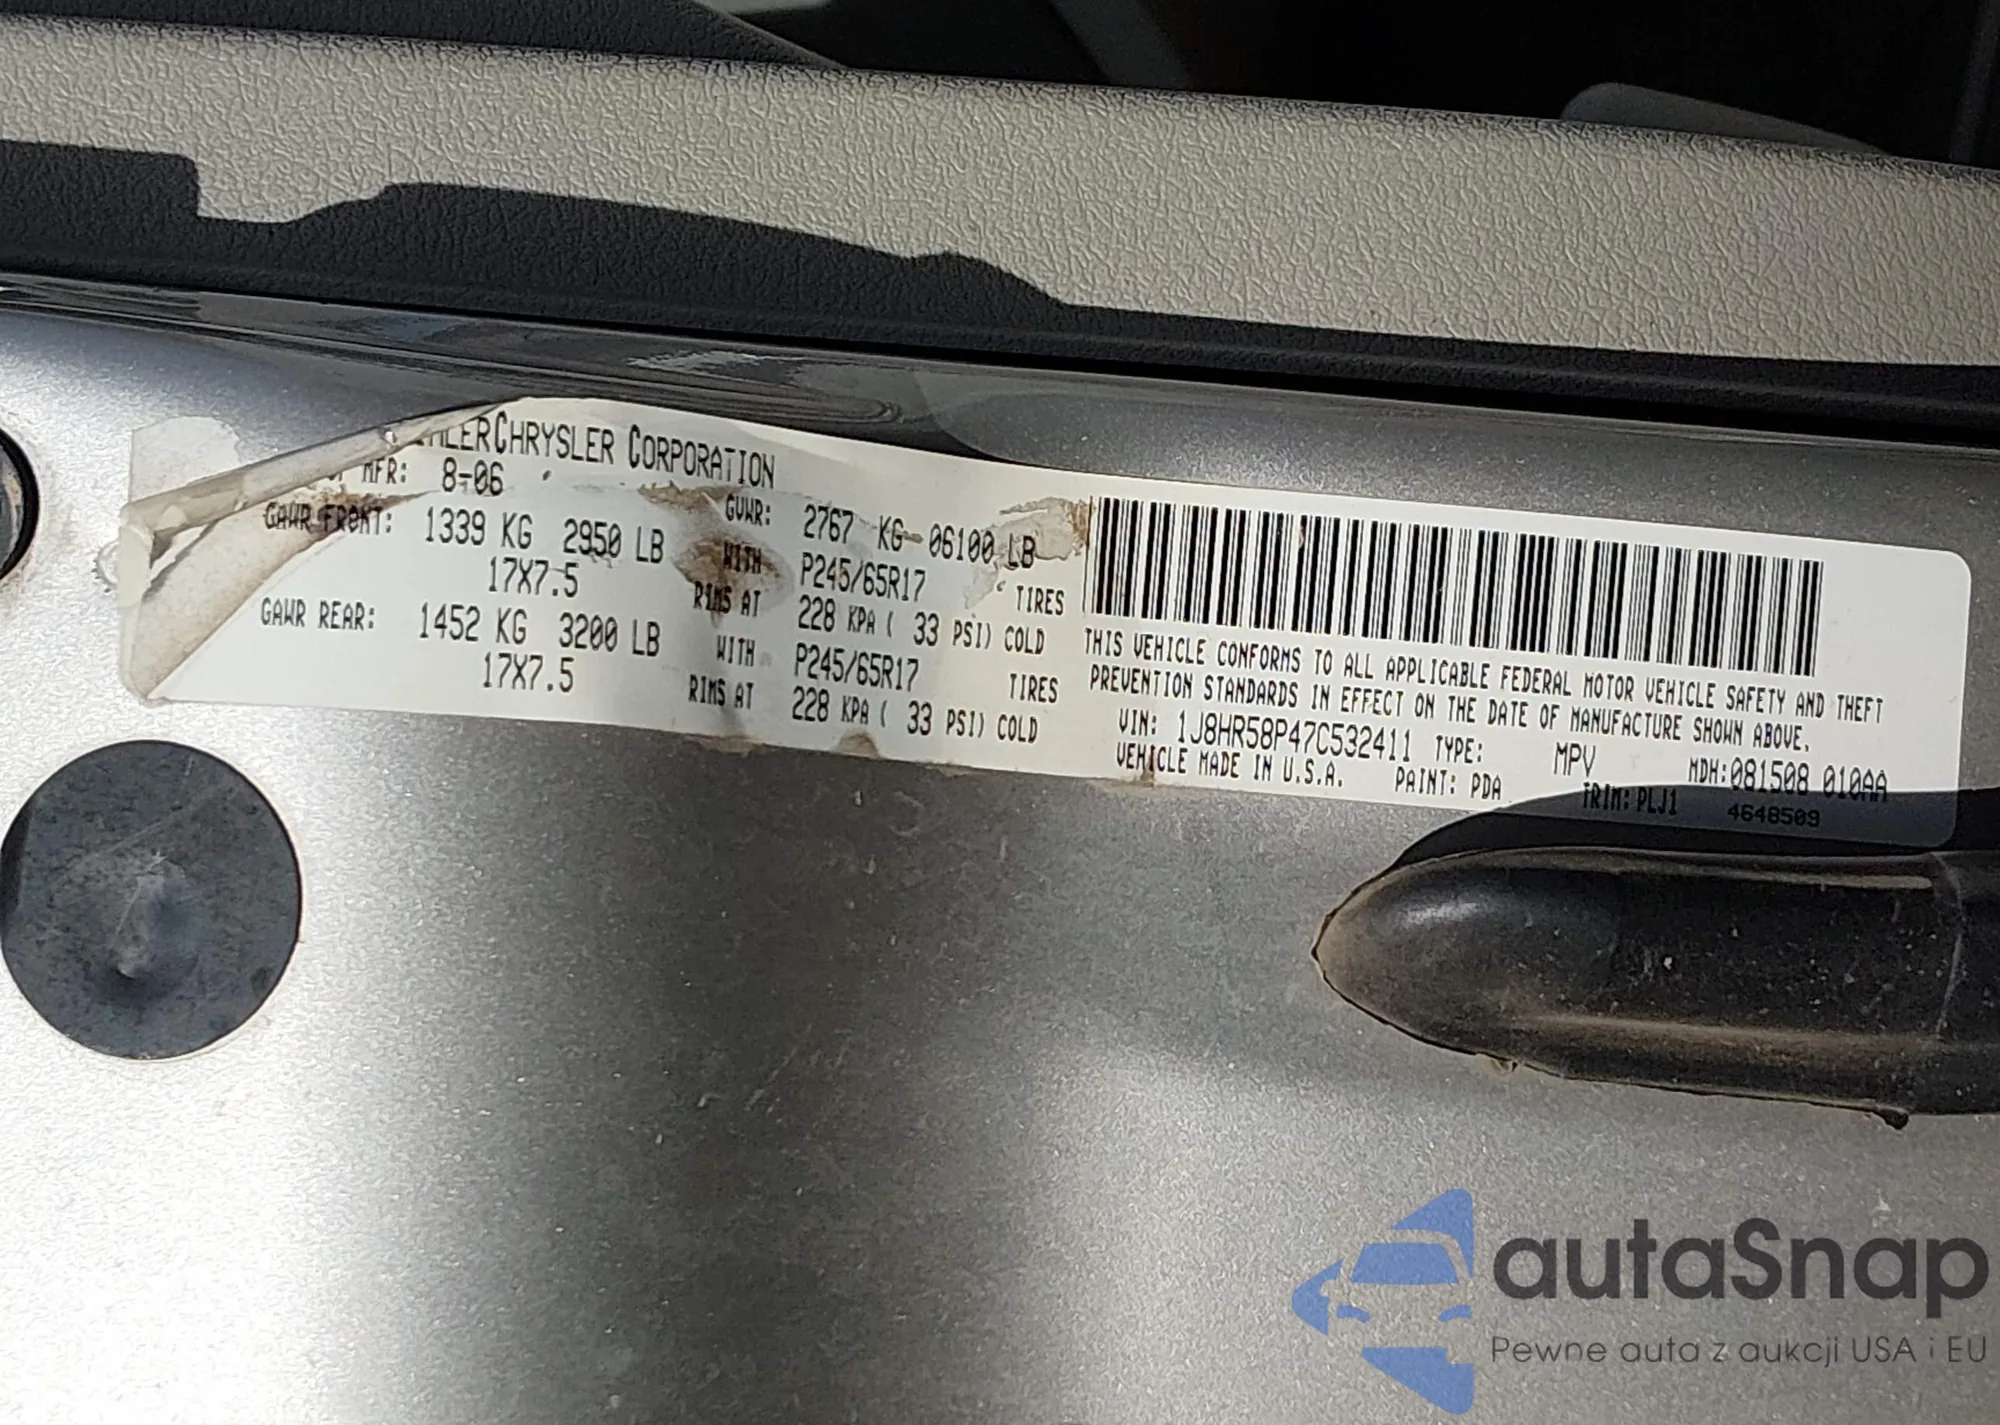 CHRYSLER CORPORATION
MFR: 8-06 GVWR: 2767 KG 06100 LB
GAWR FRONT: 1339 KG 2950 LB WITH P245/65R17 TIRES
17X7.5 RIMS AT 228 KPA ( 33 PSI) COLD
GAWR REAR: 1452 KG 3200 LB WITH P245/65R17 TIRES
17X7.5 RIMS AT 228 KPA ( 33 PSI) COLD
THIS VEHICLE CONFORMS TO ALL APPLICABLE FEDERAL MOTOR VEHICLE SAFETY AND THEFT
PREVENTION STANDARDS IN EFFECT ON THE DATE OF MANUFACTURE SHOWN ABOVE.
VIN: 1J8HR58P47C532411 TYPE: MPV MDH:081508 010AA
VEHICLE MADE IN U.S.A. PAINT: PDA TRIM: PLJ1 4648509
autaSnap
Pewne auta z aukcji USA i EU